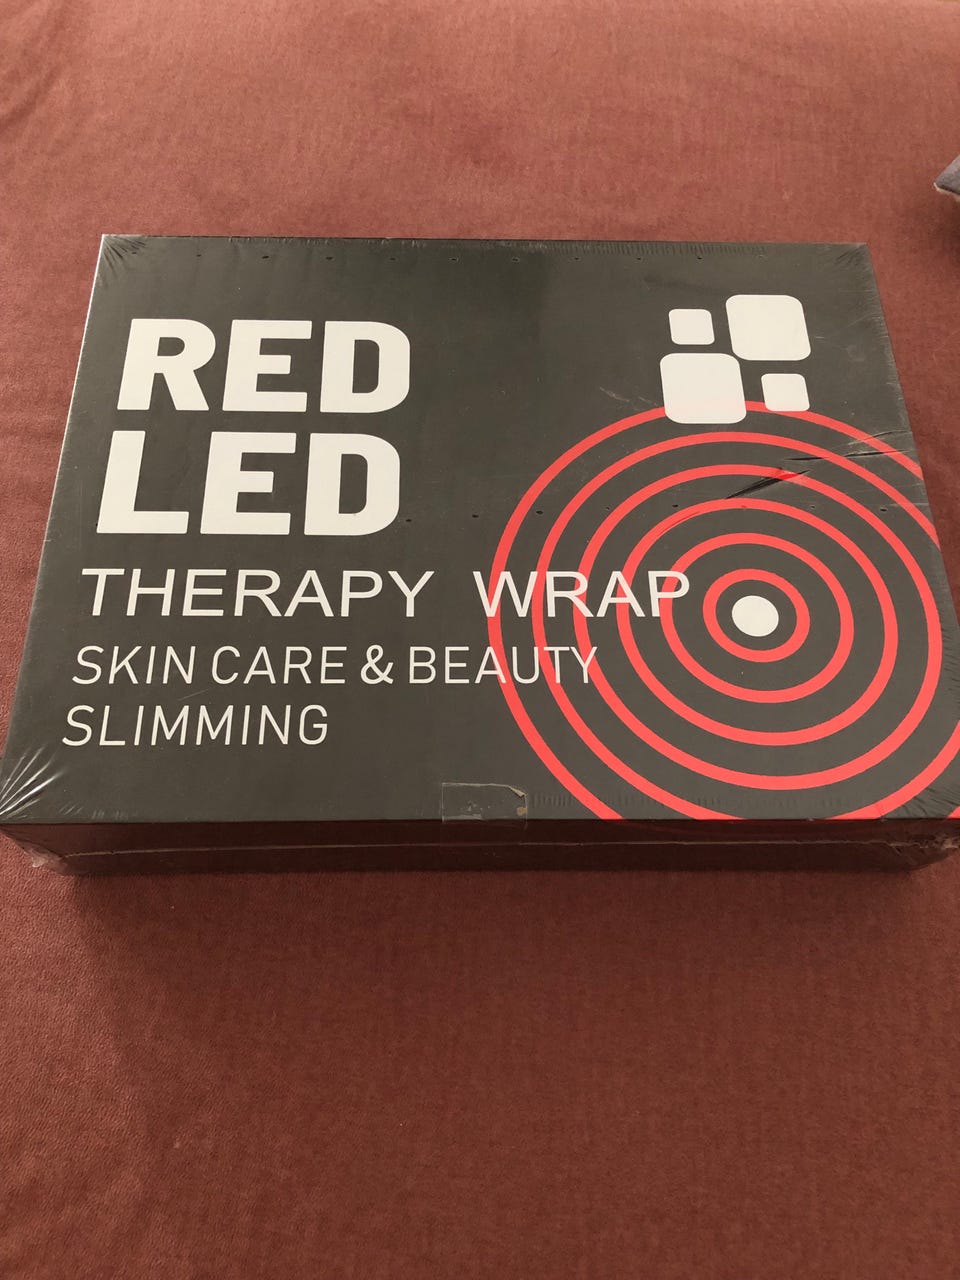 RED
LED
THERAPY WRAP
SKIN CARE & BEAUTY
SLIMMING